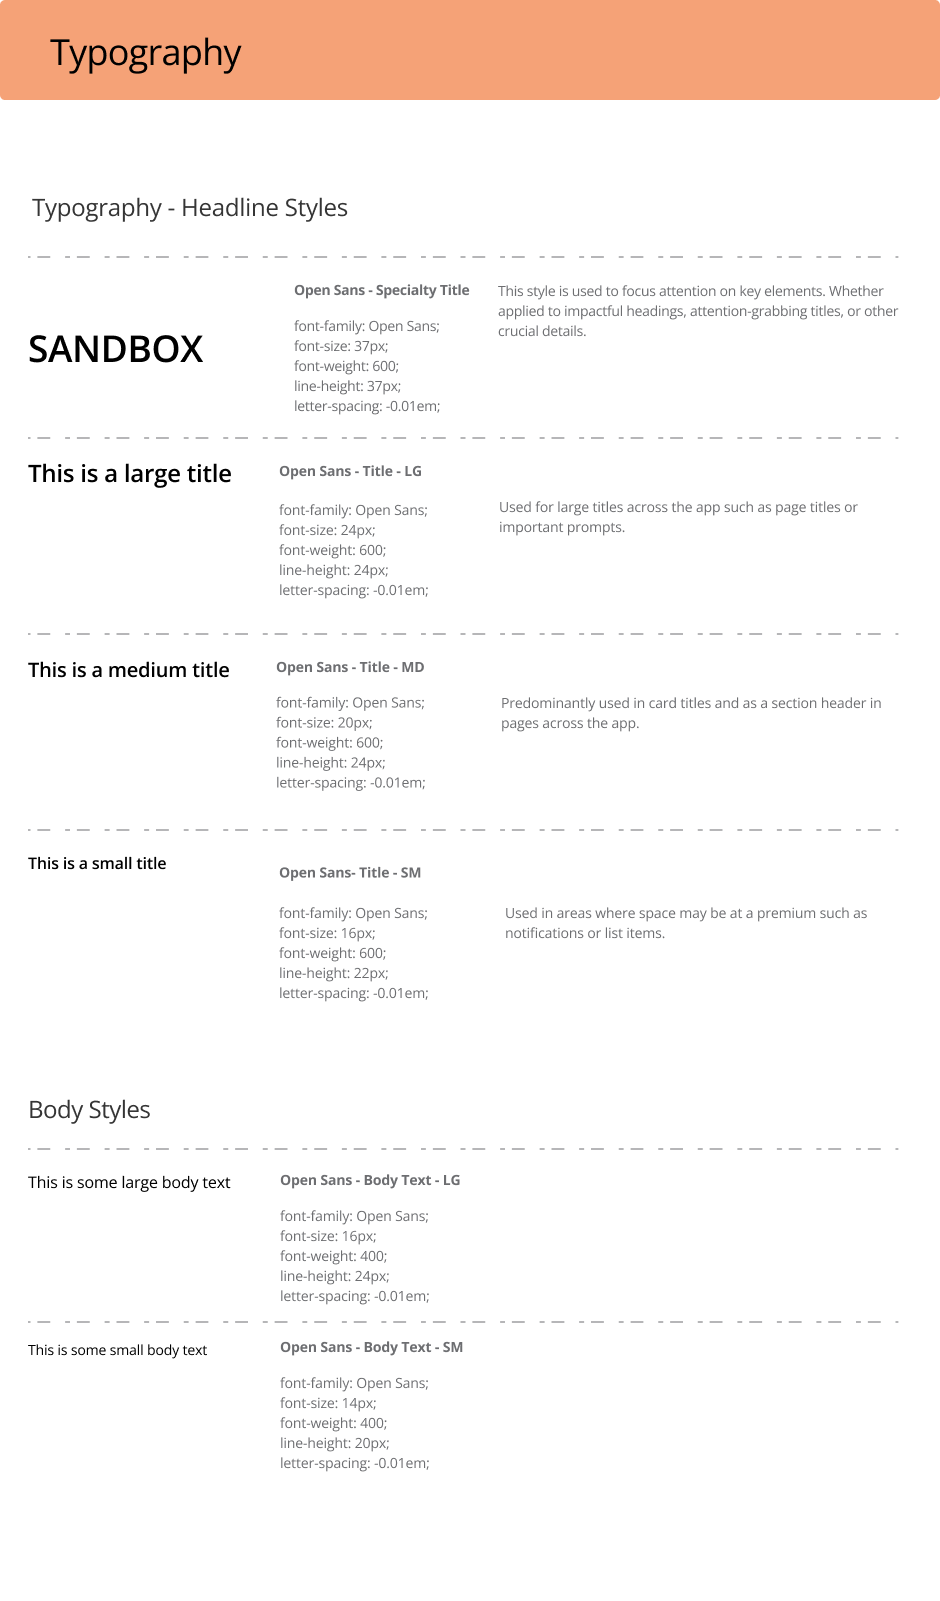 Typography
Typography - Headline Styles
SANDBOX
Open Sans - Specialty Title
font-family: Open Sans;
font-size: 37px;
font-weight: 600;
line-height: 37px;
letter-spacing: -0.01em;
This style is used to focus attention on key elements. Whether
applied to impactful headings, attention-grabbing titles, or other
crucial details.
This is a large title
Open Sans - Title - LG
font-family: Open Sans;
font-size: 24px;
font-weight: 600;
line-height: 24px;
letter-spacing: -0.01em;
Used for large titles across the app such as page titles or
important prompts.
This is a medium title
Open Sans - Title - MD
font-family: Open Sans;
font-size: 20px;
font-weight: 600;
line-height: 24px;
letter-spacing: -0.01em;
Predominantly used in card titles and as a section header in
pages across the app.
This is a small title
Open Sans- Title - SM
font-family: Open Sans;
font-size: 16px;
font-weight: 600;
line-height: 22px;
letter-spacing: -0.01em;
Used in areas where space may be at a premium such as
notifications or list items.
Body Styles
This is some large body text
Open Sans - Body Text - LG
font-family: Open Sans;
font-size: 16px;
font-weight: 400;
line-height: 24px;
letter-spacing: -0.01em;
This is some small body text
Open Sans - Body Text - SM
font-family: Open Sans;
font-size: 14px;
font-weight: 400;
line-height: 20px;
letter-spacing: -0.01em;